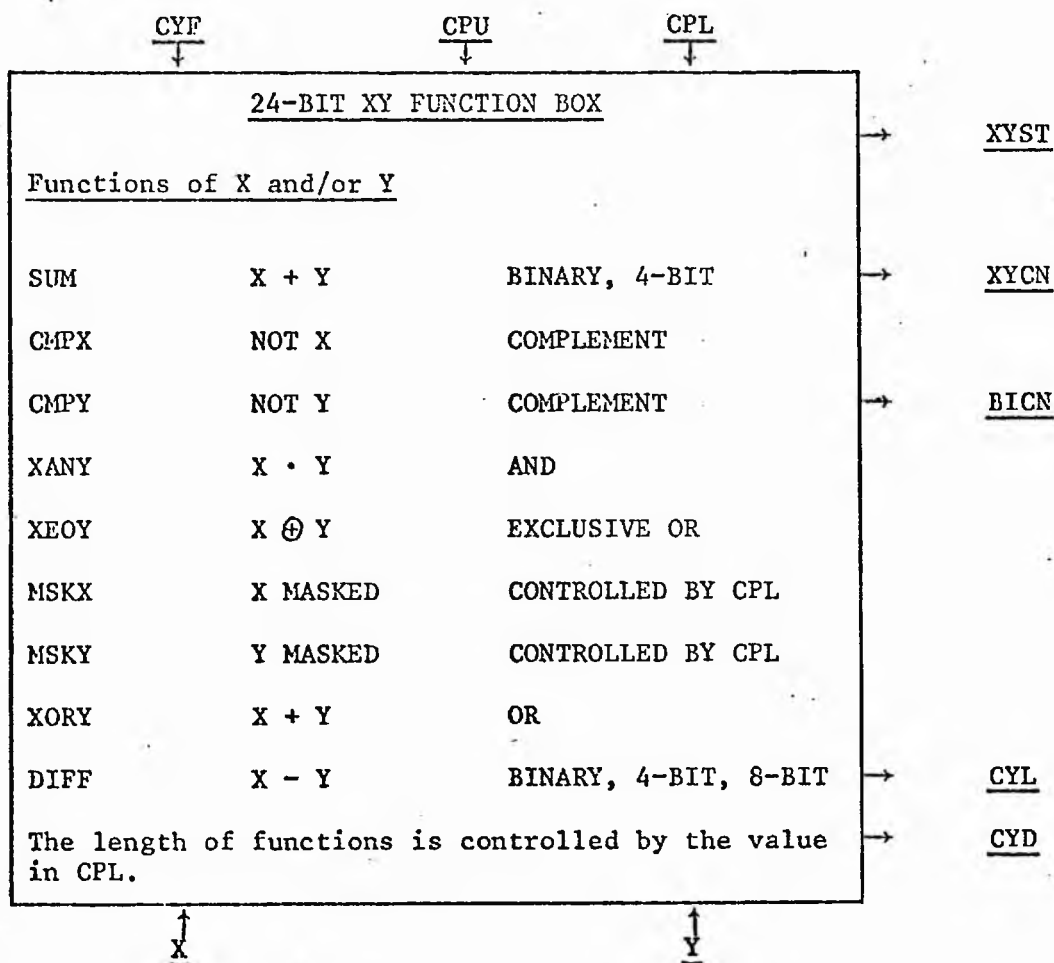 CYF CPU CPL
24-BIT XY FUNCTION BOX
XYST
Functions of X and/or Y
SUM X + Y BINARY, 4-BIT XYCN
CMPX NOT X COMPLEMENT
CMPY NOT Y COMPLEMENT BICN
XANY X • Y AND
XEOY X ⊕ Y EXCLUSIVE OR
MSKX X MASKED CONTROLLED BY CPL
MSKY Y MASKED CONTROLLED BY CPL
XORY X + Y OR
DIFF X - Y BINARY, 4-BIT, 8-BIT CYL
The length of functions is controlled by the value CYD
in CPL.
X Y